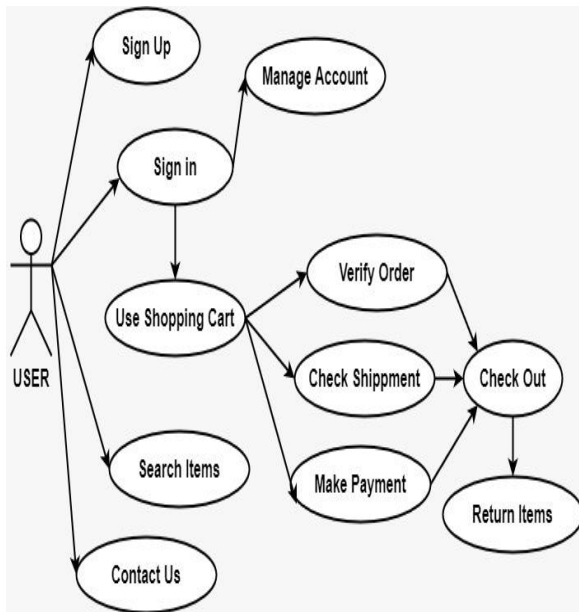 Sign Up
Manage Account
Sign in
Verify Order
Use Shopping Cart
USER
Check Shippment
Check Out
Search Items
Make Payment
Return Items
Contact Us